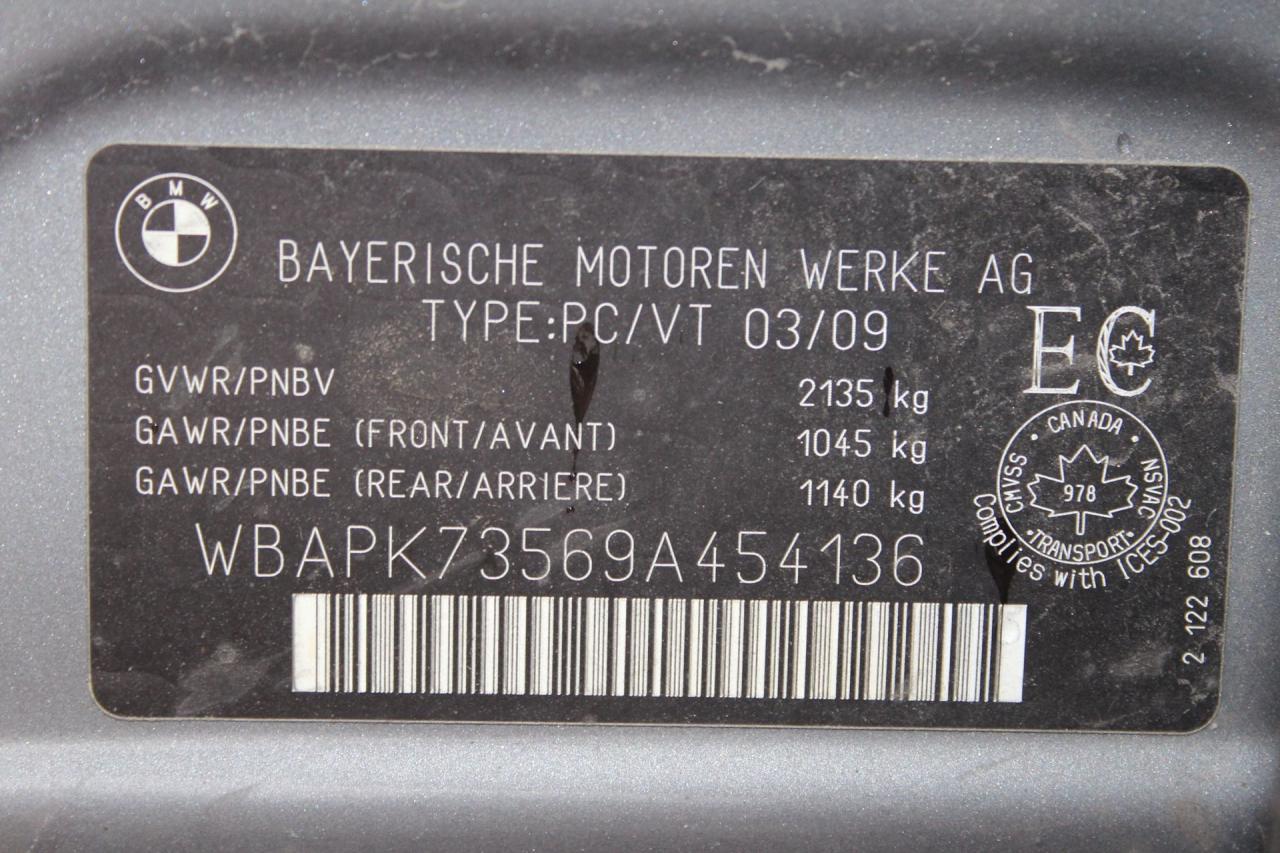 BMW
BAYERISCHE MOTOREN WERKE AG
TYPE:PC/VT 03/09
EC
GVWR/PNBV 2135 kg
GAWR/PNBE (FRONT/AVANT) 1045 kg
GAWR/PNBE (REAR/ARRIERE) 1140 kg
· CANADA ·
CMVSS
978
NSVAC
·TRANSPORT·
Complies with ICES-002
WBAPK73569A454136
2 122 608